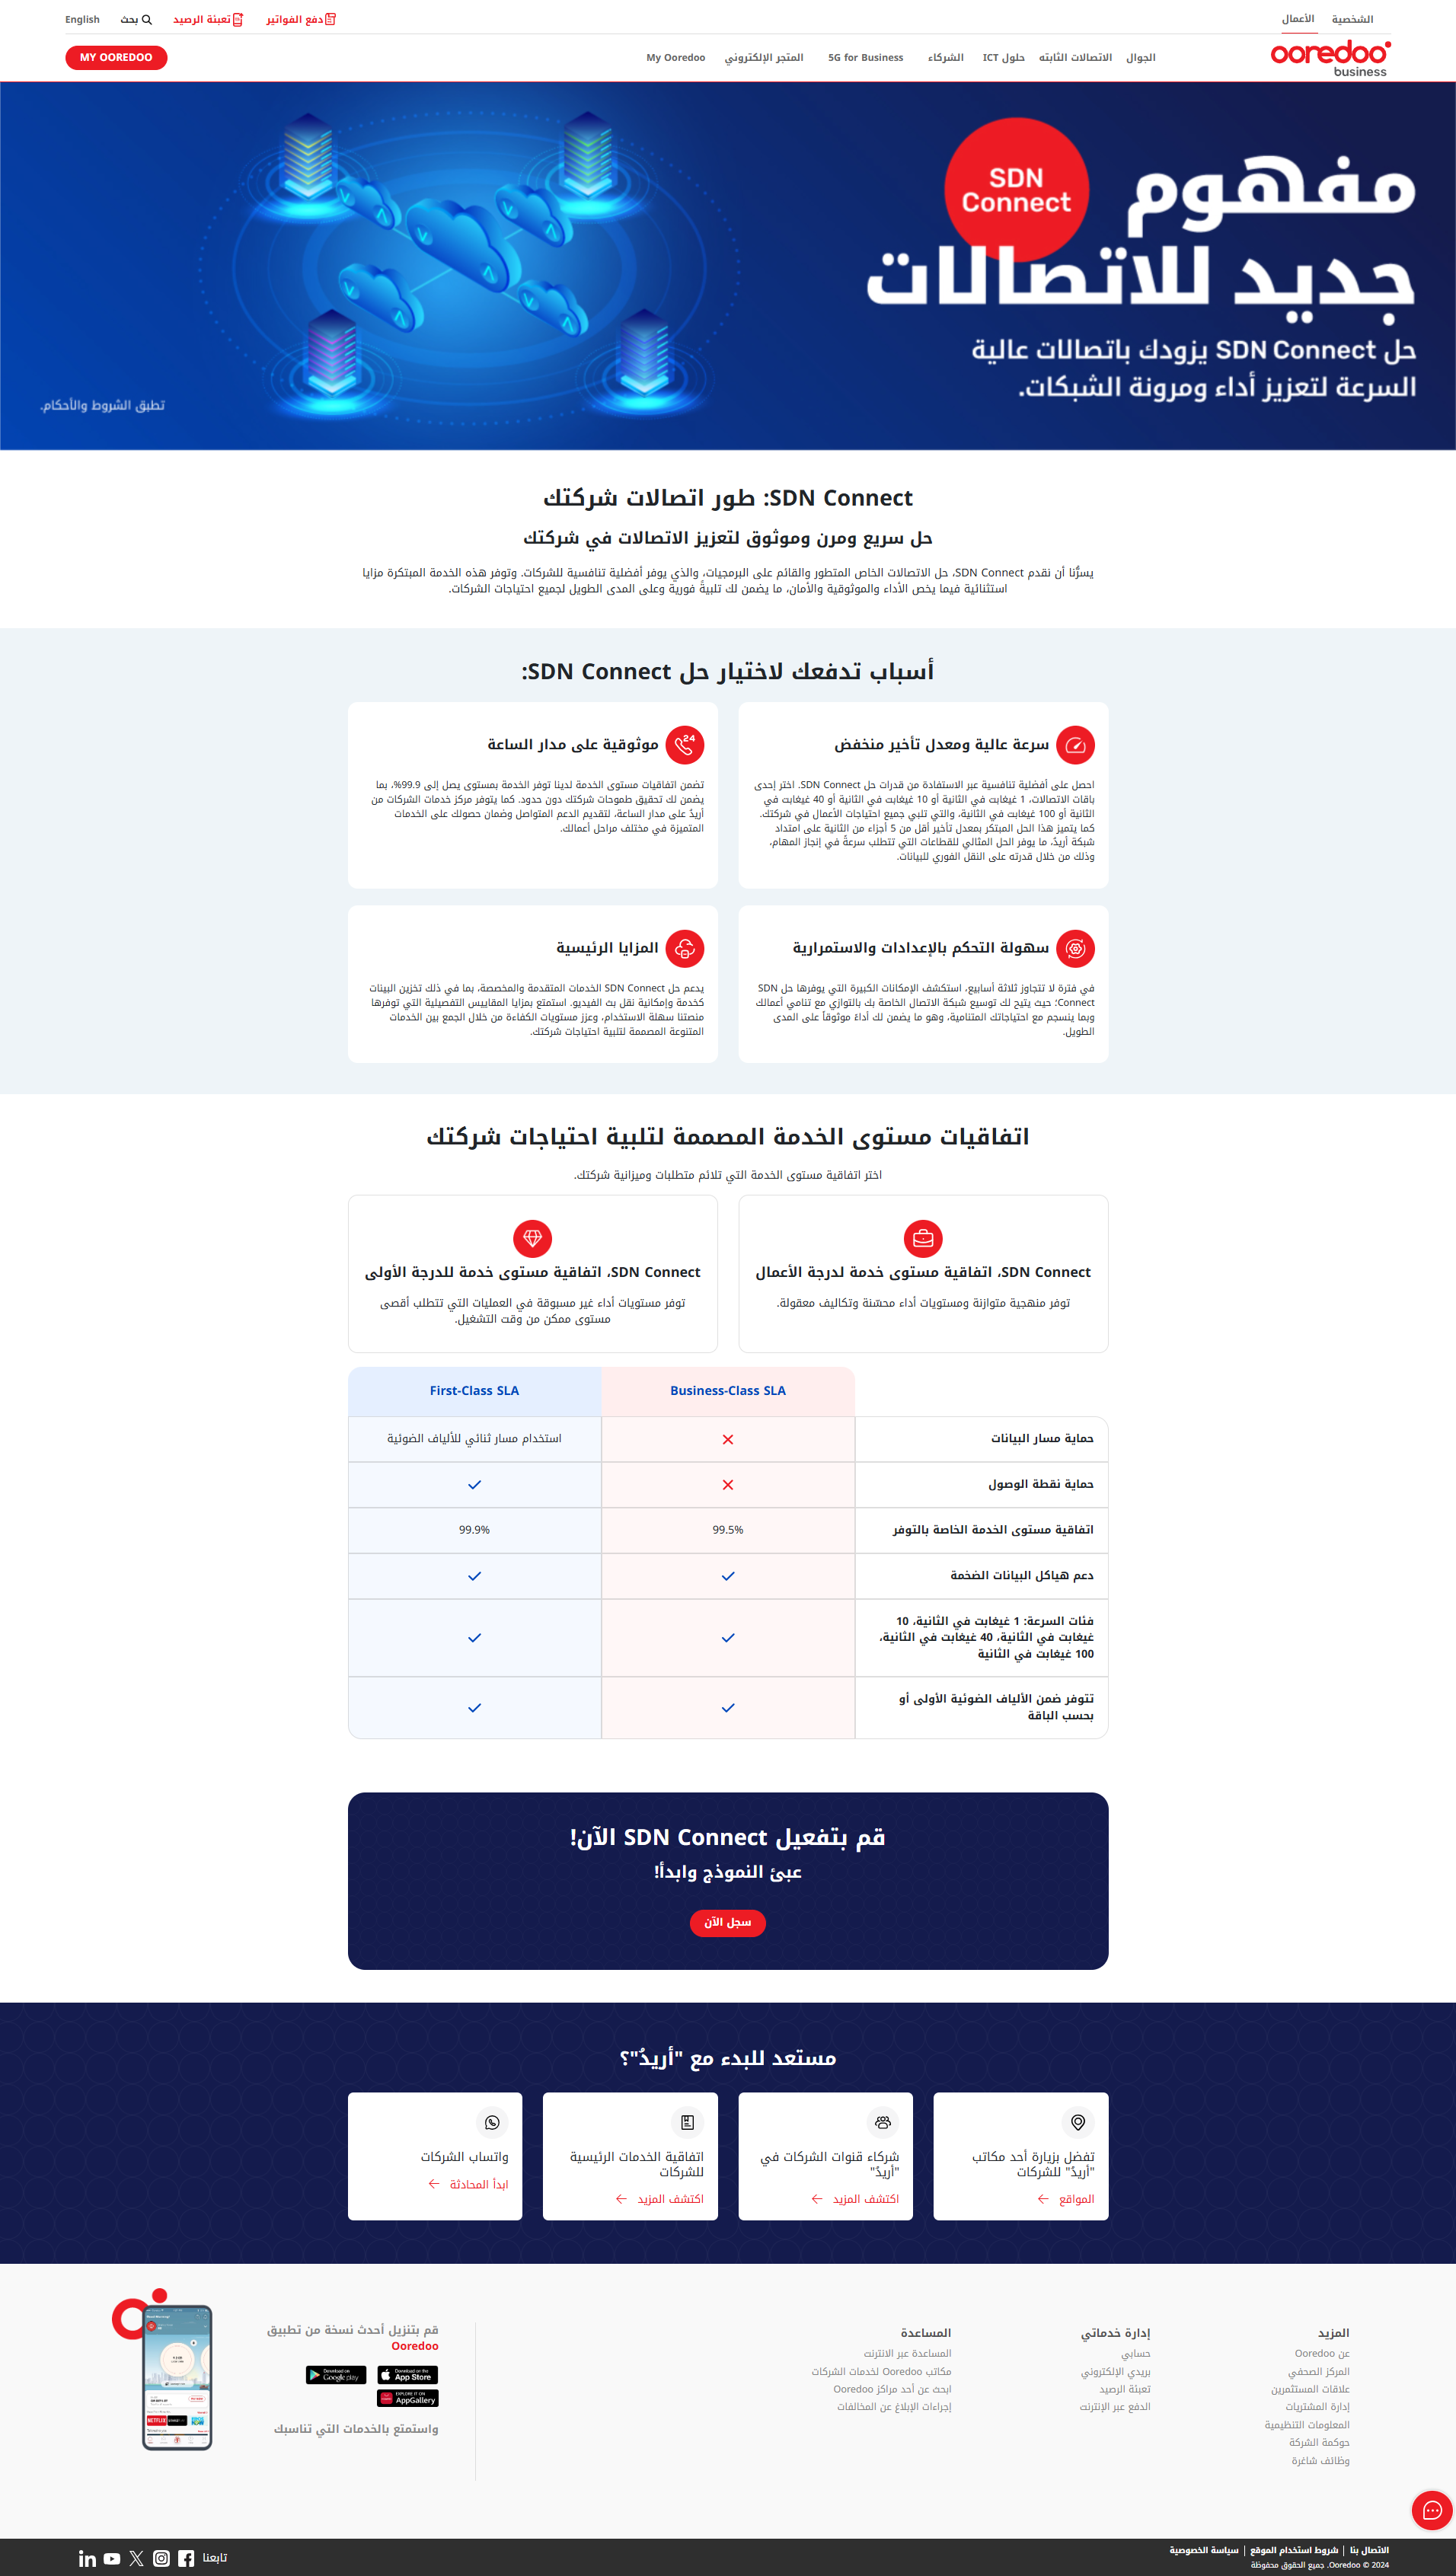 الشخصية
الأعمال
دفع الفواتير
تعبئة الرصيد
بحث
English
ooredoo
business
الجوال
الاتصالات الثابته
حلول ICT
الشركاء
5G for Business
المتجر الإلكتروني
My Ooredoo
MY OOREDOO
SDN
Connect
مفهوم
جديد للاتصالات
حل SDN Connect يزودك باتصالات عالية
السرعة لتعزيز أداء ومرونة الشبكات.
تطبق الشروط والأحكام.
SDN Connect: طور اتصالات شركتك
حل سريع ومرن وموثوق لتعزيز الاتصالات في شركتك
يسرُّنا أن نقدم SDN Connect، حل الاتصالات الخاص المتطور والقائم على البرمجيات، والذي يوفر أفضلية تنافسية للشركات. وتوفر هذه الخدمة المبتكرة مزايا
استثنائية فيما يخص الأداء والموثوقية والأمان، ما يضمن لك تلبيةً فورية وعلى المدى الطويل لجميع احتياجات الشركات.
أسباب تدفعك لاختيار حل SDN Connect:
سرعة عالية ومعدل تأخير منخفض
احصل على أفضلية تنافسية عبر الاستفادة من قدرات حل SDN Connect. اختر إحدى
باقات الاتصالات، 1 غيغابت في الثانية أو 10 غيغابت في الثانية أو 40 غيغابت في
الثانية أو 100 غيغابت في الثانية، والتي تلبي جميع احتياجات الأعمال في شركتك.
كما يتميز هذا الحل المبتكر بمعدل تأخير أقل من 5 أجزاء من الثانية على امتداد
شبكة أريدُ، ما يوفر الحل المثالي للقطاعات التي تتطلب سرعةً في إنجاز المهام،
وذلك من خلال قدرته على النقل الفوري للبيانات.
24
موثوقية على مدار الساعة
تضمن اتفاقيات مستوى الخدمة لدينا توفر الخدمة بمستوى يصل إلى 99.9%، بما
يضمن لك تحقيق طموحات شركتك دون حدود. كما يتوفر مركز خدمات الشركات من
أريدُ على مدار الساعة، لتقديم الدعم المتواصل وضمان حصولك على الخدمات
المتميزة في مختلف مراحل أعمالك.
سهولة التحكم بالإعدادات والاستمرارية
في فترة لا تتجاوز ثلاثة أسابيع، استكشف الإمكانات الكبيرة التي يوفرها حل SDN
Connect؛ حيث يتيح لك توسيع شبكة الاتصال الخاصة بك بالتوازي مع تنامي أعمالك
وبما ينسجم مع احتياجاتك المتنامية، وهو ما يضمن لك أداءً موثوقاً على المدى
الطويل.
المزايا الرئيسية
يدعم حل SDN Connect الخدمات المتقدمة والمخصصة، بما في ذلك تخزين البينات
كخدمة وإمكانية نقل بث الفيديو. استمتع بمزايا المقاييس التفصيلية التي توفرها
منصتنا سهلة الاستخدام، وعزز مستويات الكفاءة من خلال الجمع بين الخدمات
المتنوعة المصممة لتلبية احتياجات شركتك.
اتفاقيات مستوى الخدمة المصممة لتلبية احتياجات شركتك
اختر اتفاقية مستوى الخدمة التي تلائم متطلبات وميزانية شركتك.
SDN Connect، اتفاقية مستوى خدمة لدرجة الأعمال
توفر منهجية متوازنة ومستويات أداء محسّنة وتكاليف معقولة.
SDN Connect، اتفاقية مستوى خدمة للدرجة الأولى
توفر مستويات أداء غير مسبوقة في العمليات التي تتطلب أقصى
مستوى ممكن من وقت التشغيل.
Business-Class SLA
First-Class SLA
حماية مسار البيانات
استخدام مسار ثنائي للألياف الضوئية
حماية نقطة الوصول
اتفاقية مستوى الخدمة الخاصة بالتوفر
99.5%
99.9%
دعم هياكل البيانات الضخمة
فئات السرعة: 1 غيغابت في الثانية، 10
غيغابت في الثانية، 40 غيغابت في الثانية،
100 غيغابت في الثانية
تتوفر ضمن الألياف الضوئية الأولى أو
بحسب الباقة
قم بتفعيل SDN Connect الآن!
عبئ النموذج وابدأ!
سجل الآن
مستعد للبدء مع "أريدُ"؟
تفضل بزيارة أحد مكاتب
"أريدُ" للشركات
المواقع
شركاء قنوات الشركات في
"أريدُ"
اكتشف المزيد
اتفاقية الخدمات الرئيسية
للشركات
اكتشف المزيد
واتساب الشركات
ابدأ المحادثة
المزيد
عن Ooredoo
المركز الصحفي
علاقات المستثمرين
إدارة المشتريات
المعلومات التنظيمية
حوكمة الشركة
وظائف شاغرة
إدارة خدماتي
حسابي
بريدي الإلكتروني
تعبئة الرصيد
الدفع عبر الإنترنت
المساعدة
المساعدة عبر الانترنت
مكاتب Ooredoo لخدمات الشركات
ابحث عن أحد مراكز Ooredoo
إجراءات الإبلاغ عن المخالفات
قم بتنزيل أحدث نسخة من تطبيق
Ooredoo
Download on the
App Store
Download on
Google play
EXPLORE IT ON
AppGallery
واستمتع بالخدمات التي تناسبك
NETFLIX
الاتصال بنا | شروط استخدام الموقع | سياسة الخصوصية
2024 © Ooredoo. جميع الحقوق محفوظة
تابعنا